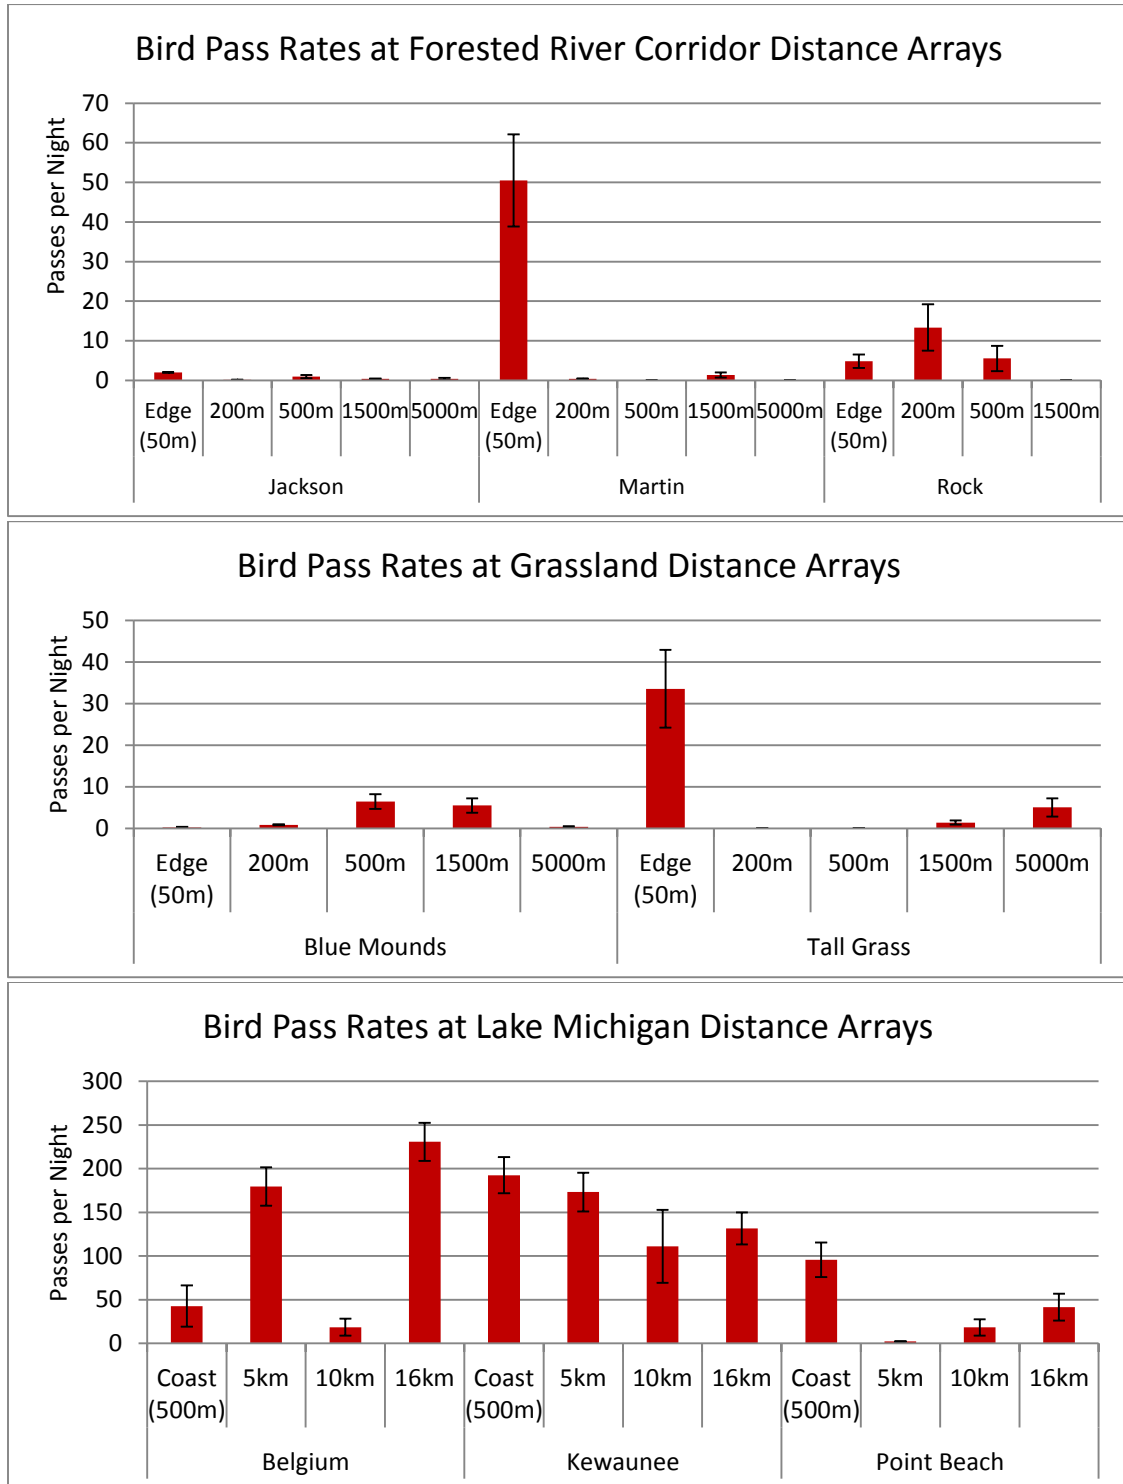 Bird Pass Rates at Forested River Corridor Distance Arrays
Passes per Night
70
60
50
40
30
20
10
0
Edge (50m) 200m 500m 1500m 5000m Edge (50m) 200m 500m 1500m 5000m Edge (50m) 200m 500m 1500m
Jackson Martin Rock
Bird Pass Rates at Grassland Distance Arrays
Passes per Night
50
40
30
20
10
0
Edge (50m) 200m 500m 1500m 5000m Edge (50m) 200m 500m 1500m 5000m
Blue Mounds Tall Grass
Bird Pass Rates at Lake Michigan Distance Arrays
Passes per Night
300
250
200
150
100
50
0
Coast (500m) 5km 10km 16km Coast (500m) 5km 10km 16km Coast (500m) 5km 10km 16km
Belgium Kewaunee Point Beach